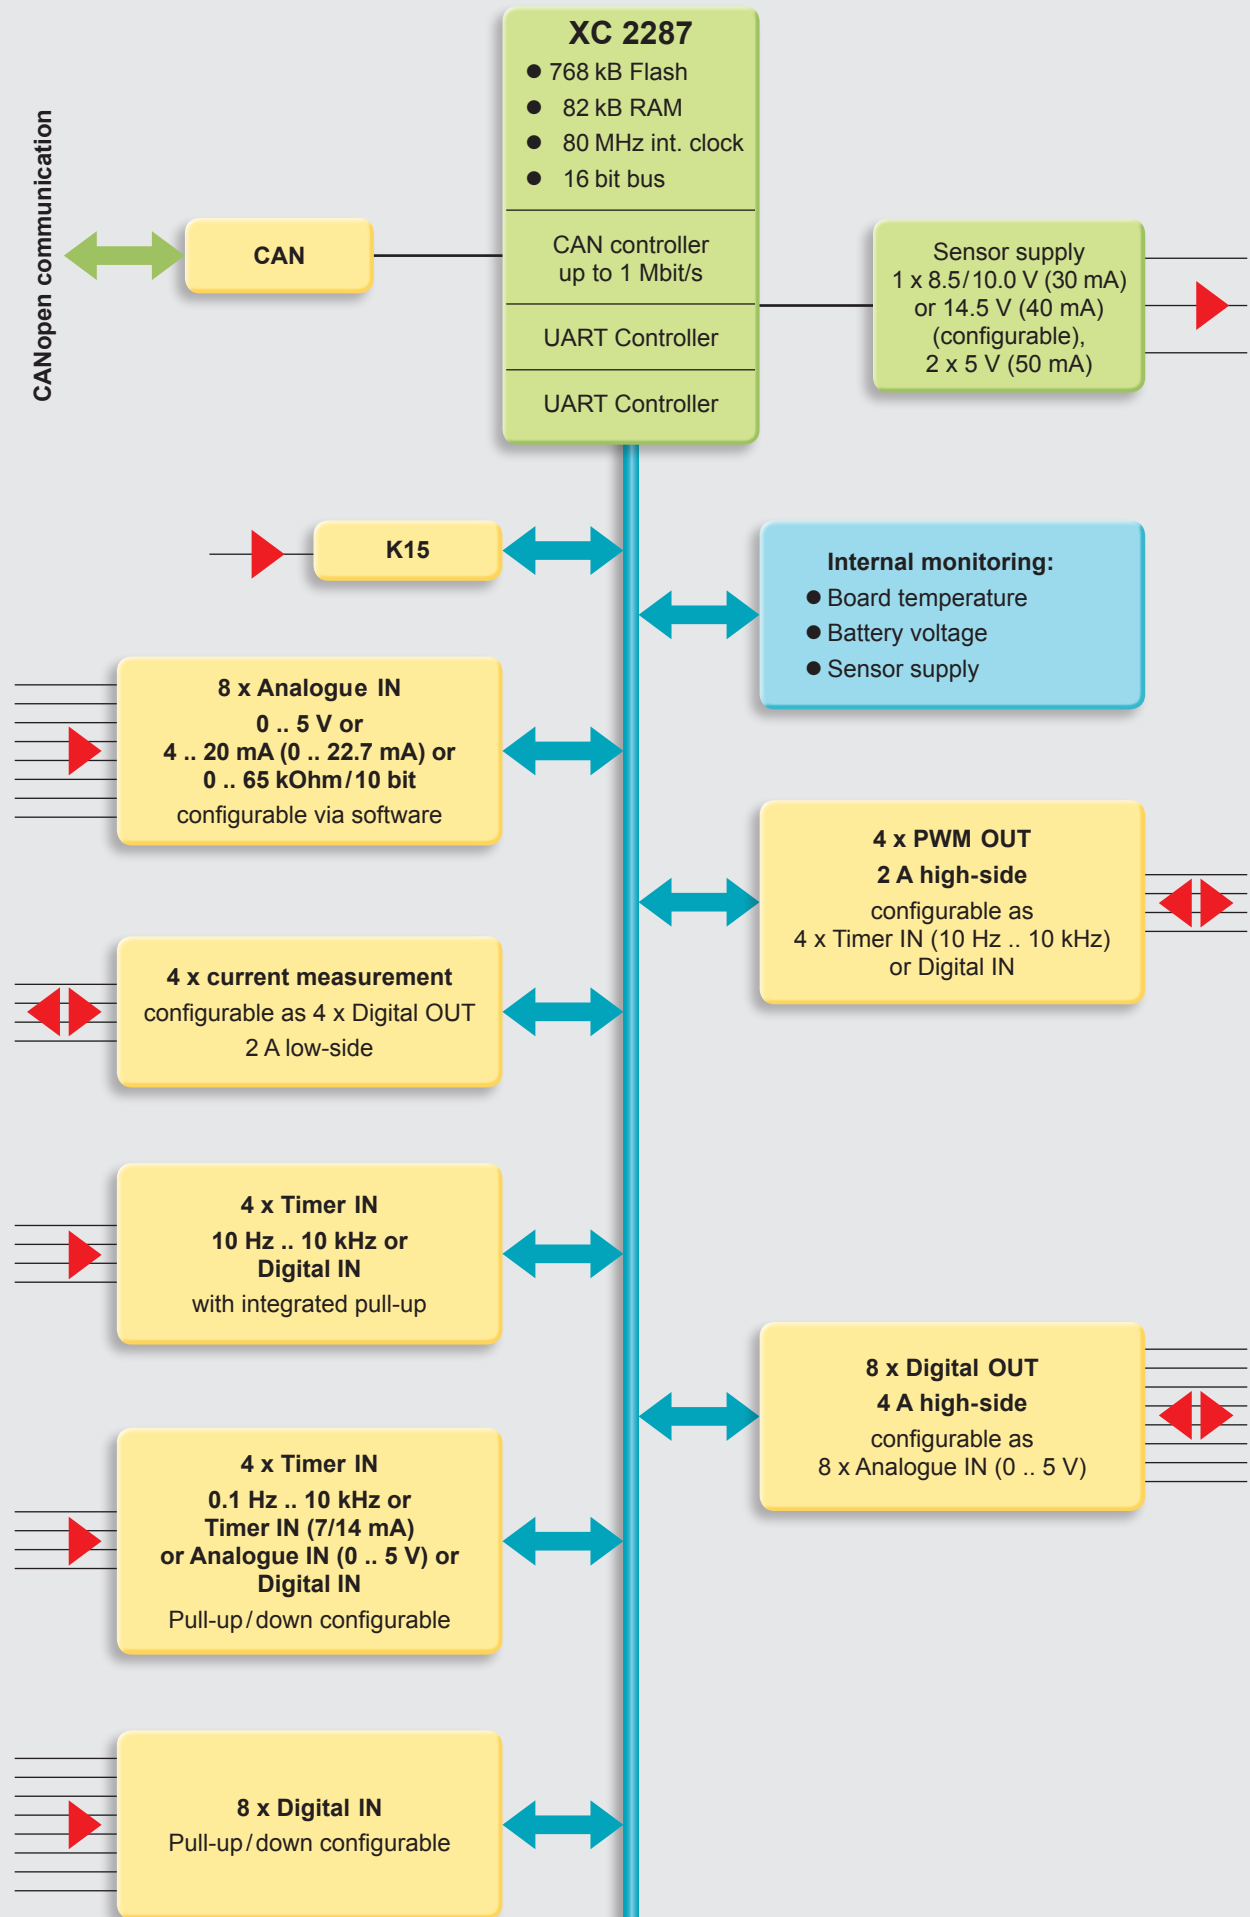 XC 2287
● 768 kB Flash
● 82 kB RAM
● 80 MHz int. clock
● 16 bit bus
CAN controller
up to 1 Mbit/s
UART Controller
UART Controller
CANopen communication
CAN
Sensor supply
1 x 8.5/10.0 V (30 mA)
or 14.5 V (40 mA)
(configurable),
2 x 5 V (50 mA)
K15
Internal monitoring:
● Board temperature
● Battery voltage
● Sensor supply
8 x Analogue IN
0 .. 5 V or
4 .. 20 mA (0 .. 22.7 mA) or
0 .. 65 kOhm/10 bit
configurable via software
4 x PWM OUT
2 A high-side
configurable as
4 x Timer IN (10 Hz .. 10 kHz)
or Digital IN
4 x current measurement
configurable as 4 x Digital OUT
2 A low-side
4 x Timer IN
10 Hz .. 10 kHz or
Digital IN
with integrated pull-up
8 x Digital OUT
4 A high-side
configurable as
8 x Analogue IN (0 .. 5 V)
4 x Timer IN
0.1 Hz .. 10 kHz or
Timer IN (7/14 mA)
or Analogue IN (0 .. 5 V) or
Digital IN
Pull-up/down configurable
8 x Digital IN
Pull-up/down configurable